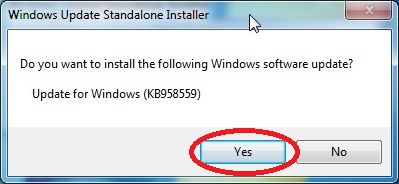 Windows Update Standalone Installer
Do you want to install the following Windows software update?
Update for Windows (KB958559)
Yes
No